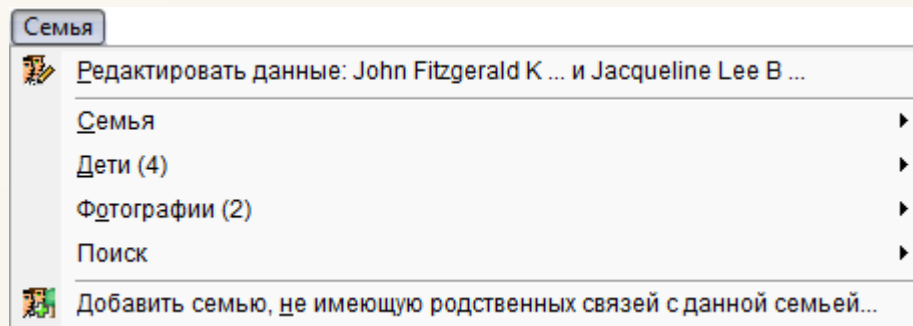 Семья
Редактировать данные: John Fitzgerald K ... и Jacqueline Lee B ...
Семья
Дети (4)
Фотографии (2)
Поиск
Добавить семью, не имеющую родственных связей с данной семьей...